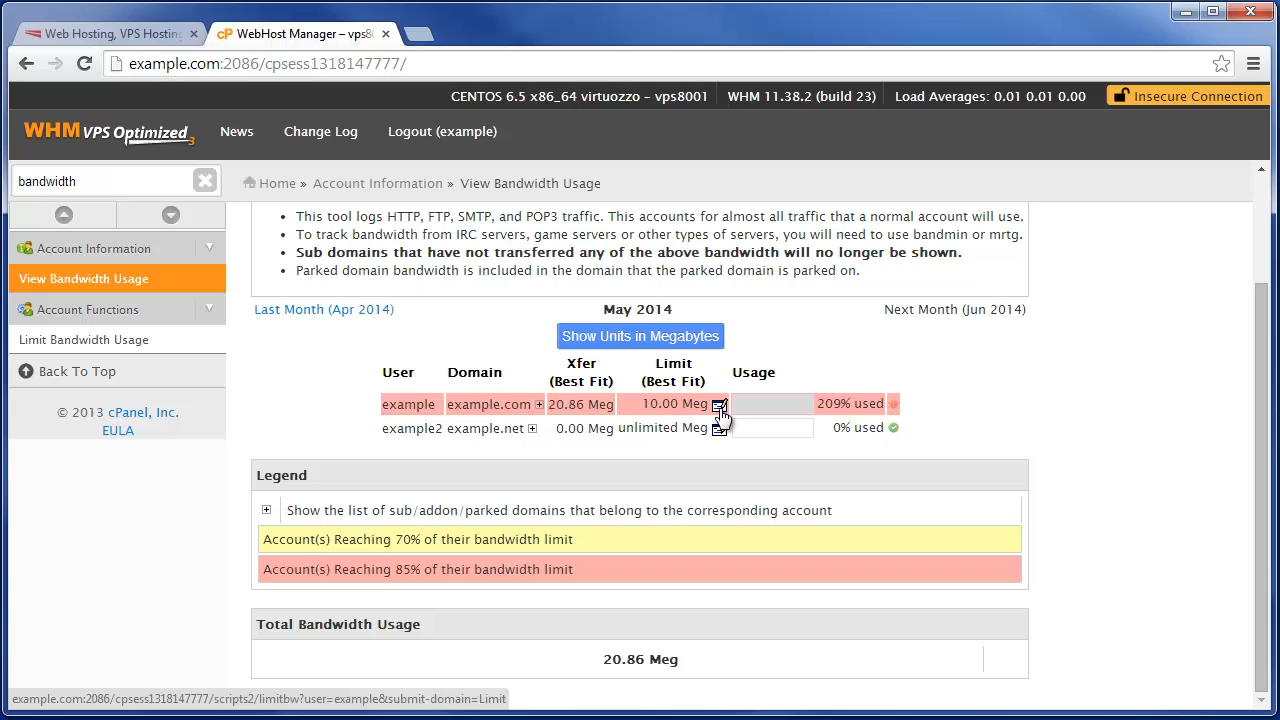 Web Hosting, VPS Hosting
WebHost Manager – vps80
example.com:2086/cpsess1318147777/
CENTOS 6.5 x86_64 virtuozzo – vps8001 WHM 11.38.2 (build 23) Load Averages: 0.01 0.01 0.00 Insecure Connection
WHM VPS Optimized 3 News Change Log Logout (example)
bandwidth
Home » Account Information » View Bandwidth Usage
Account Information
View Bandwidth Usage
Account Functions
Limit Bandwidth Usage
Back To Top
© 2013 cPanel, Inc.
EULA
This tool logs HTTP, FTP, SMTP, and POP3 traffic. This accounts for almost all traffic that a normal account will use.
To track bandwidth from IRC servers, game servers or other types of servers, you will need to use bandmin or mrtg.
Sub domains that have not transferred any of the above bandwidth will no longer be shown.
Parked domain bandwidth is included in the domain that the parked domain is parked on.
Last Month (Apr 2014) May 2014 Next Month (Jun 2014)
Show Units in Megabytes
User Domain Xfer (Best Fit) Limit (Best Fit) Usage
example example.com 20.86 Meg 10.00 Meg 209% used
example2 example.net 0.00 Meg unlimited Meg 0% used
Legend
Show the list of sub/addon/parked domains that belong to the corresponding account
Account(s) Reaching 70% of their bandwidth limit
Account(s) Reaching 85% of their bandwidth limit
Total Bandwidth Usage
20.86 Meg
example.com:2086/cpsess1318147777/scripts2/limitbw?user=example&submit-domain=Limit